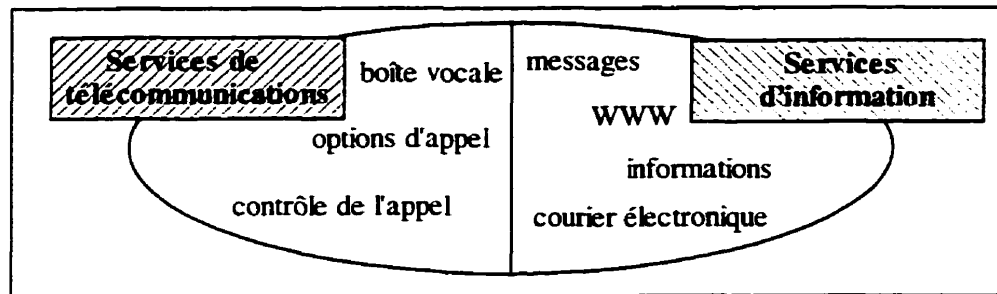 Services de
télécommunications
boîte vocale
options d'appel
contrôle de l'appel
messages
WWW
informations
courier électronique
Services
d'information